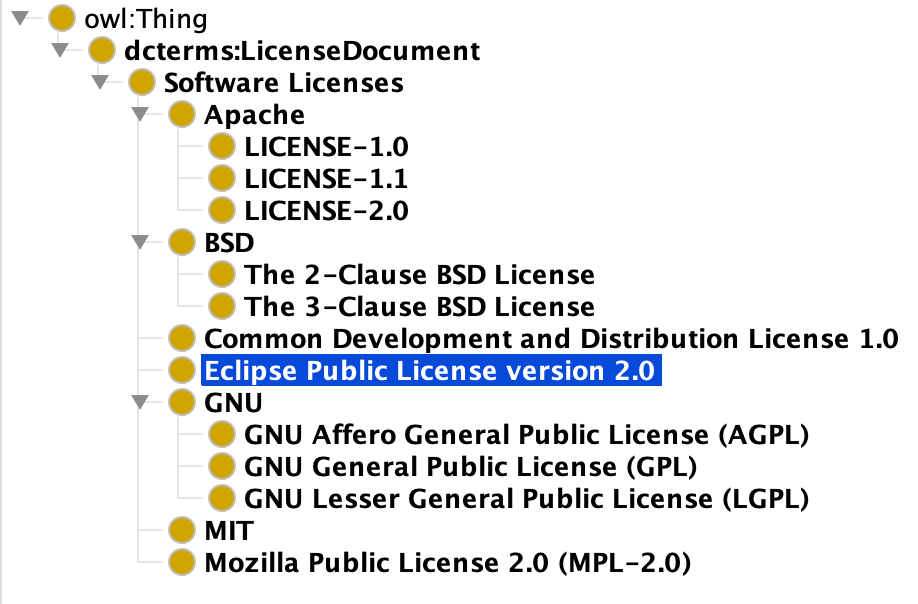 owl:Thing
dcterms:LicenseDocument
Software Licenses
Apache
LICENSE-1.0
LICENSE-1.1
LICENSE-2.0
BSD
The 2-Clause BSD License
The 3-Clause BSD License
Common Development and Distribution License 1.0
Eclipse Public License version 2.0
GNU
GNU Affero General Public License (AGPL)
GNU General Public License (GPL)
GNU Lesser General Public License (LGPL)
MIT
Mozilla Public License 2.0 (MPL-2.0)